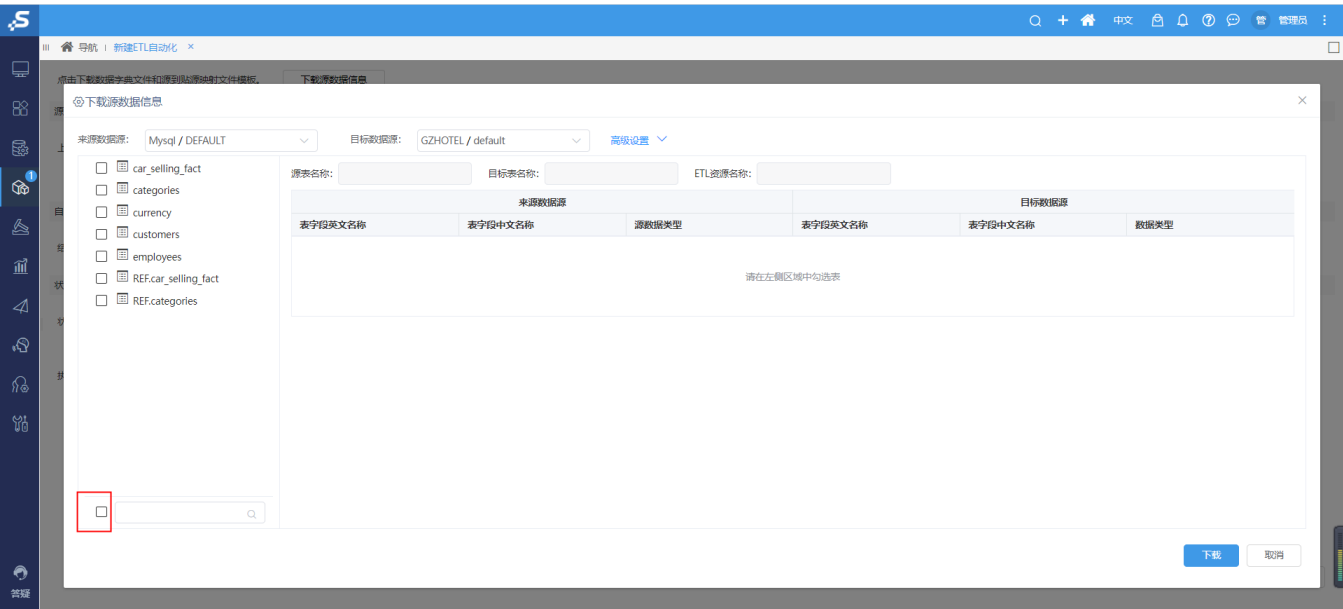 S
中文
管
管理员
导航
新建ETL自动化 ×
点击下载数据字典文件和源到贴源映射文件模板。
下载源数据信息
下载源数据信息
来源数据源: Mysql / DEFAULT
目标数据源: GZHOTEL / default
高级设置
1
car_selling_fact
categories
currency
customers
employees
REF.car_selling_fact
REF.categories
源表名称:
目标表名称:
ETL资源名称:
来源数据源
目标数据源
表字段英文名称 表字段中文名称 源数据类型 表字段英文名称 表字段中文名称 数据类型
请在左侧区域中勾选表
下载
取消
答疑